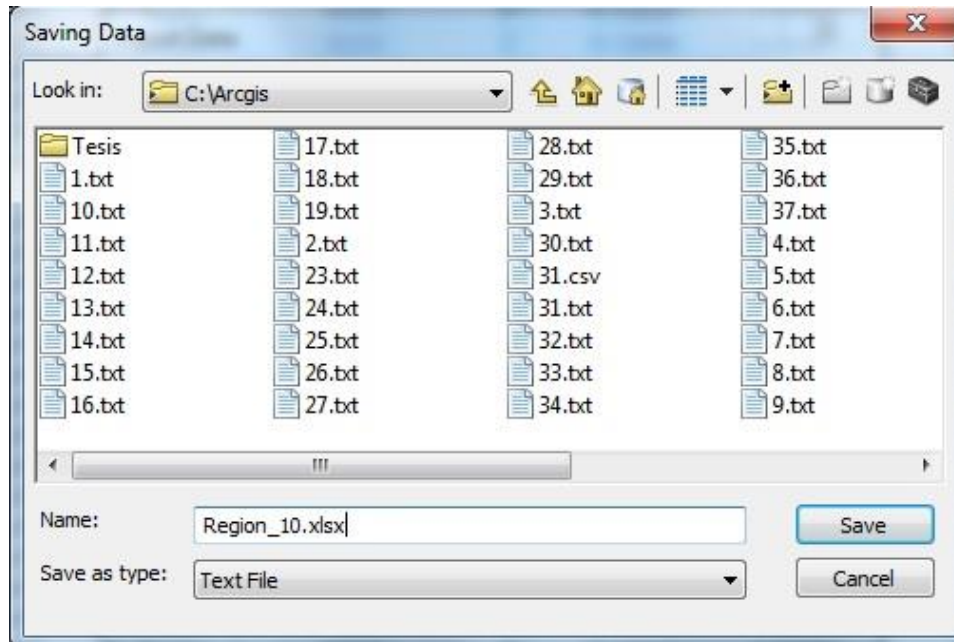 Saving Data
Look in: C:\Arcgis
Tesis 17.txt 28.txt 35.txt
1.txt 18.txt 29.txt 36.txt
10.txt 19.txt 3.txt 37.txt
11.txt 2.txt 30.txt 4.txt
12.txt 23.txt 31.csv 5.txt
13.txt 24.txt 31.txt 6.txt
14.txt 25.txt 32.txt 7.txt
15.txt 26.txt 33.txt 8.txt
16.txt 27.txt 34.txt 9.txt
Name: Region_10.xlsx Save
Save as type: Text File Cancel